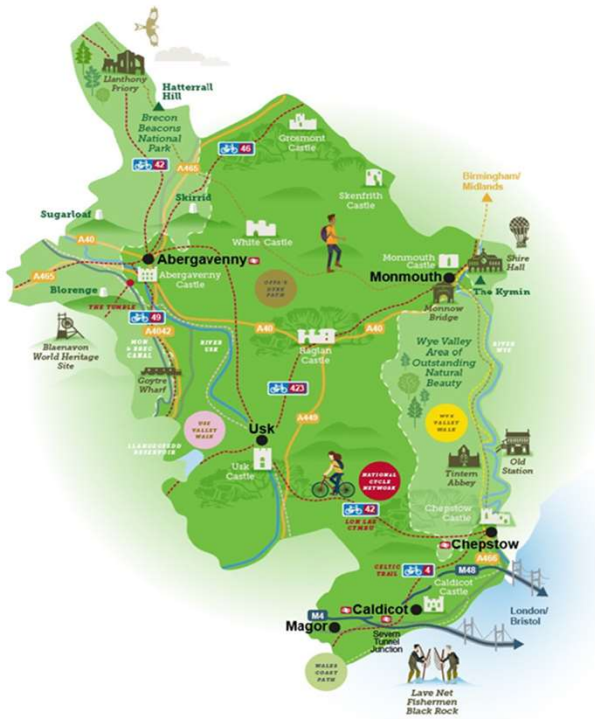 Llanthony
Priory
Hatterrall
Hill
Brecon
Beacons
National
Park
42
46
A465
Grosmont
Castle
Skirrid
Skenfrith
Castle
Birmingham/
Midlands
Sugarloaf
A40
White Castle
Shire
Hall
Monmouth
Castle
Abergavenny
Monmouth
The Kymin
A465
Abergavenny
Castle
Blorenge
OFFA'S
DYKE
PATH
Monnow
Bridge
THE TUMBLE
49
A4042
A40
A40
Blaenavon
World Heritage
Site
MON
& BREC
CANAL
RIVER
USK
Raglan
Castle
Wye Valley
Area of
Outstanding
Natural
Beauty
RIVER
WYE
Goytre
Wharf
423
A449
USK
VALLEY
WALK
Usk
WYE
VALLEY
WALK
LLANDEGFEDD
RESERVOIR
Usk
Castle
Tintern
Abbey
Old
Station
NATIONAL
CYCLE
NETWORK
42
LON LAS
CYMRU
Chepstow
Castle
Chepstow
A466
CELTIC
TRAIL
4
M48
Caldicot
Castle
M4
Caldicot
London/
Bristol
Magor
Severn
Tunnel
Junction
WALES
COAST
PATH
Lave Net
Fishermen
Black Rock